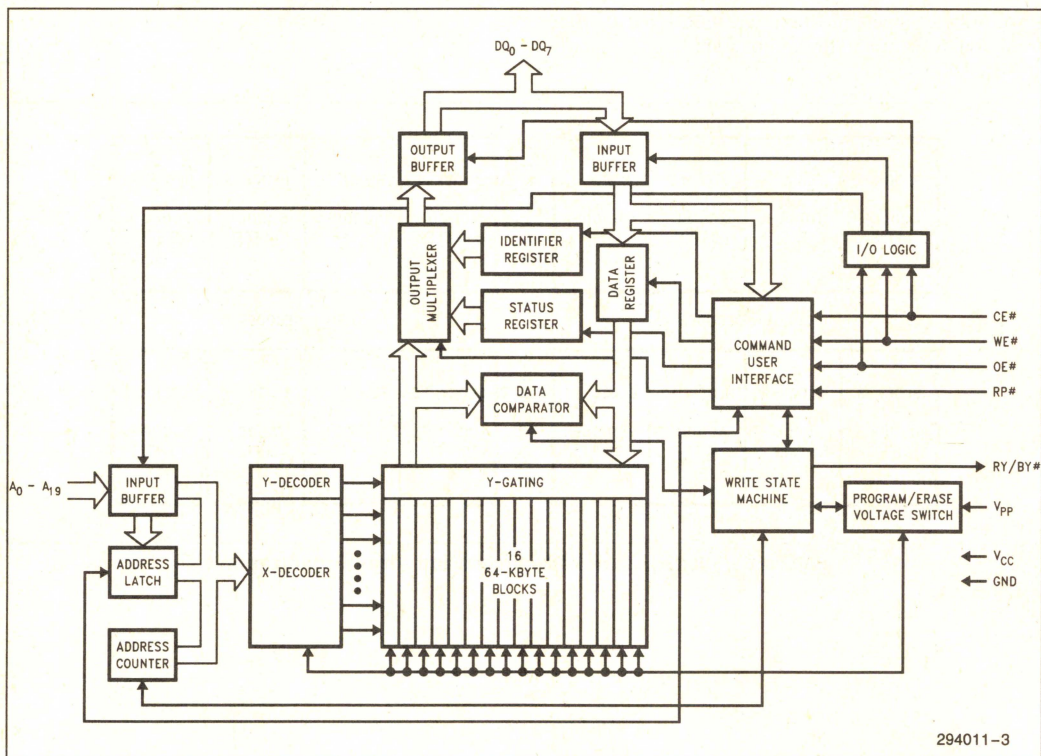 DQ₀ - DQ₇
OUTPUT
BUFFER
INPUT
BUFFER
OUTPUT
MULTIPLEXER
IDENTIFIER
REGISTER
STATUS
REGISTER
DATA
REGISTER
I/O LOGIC
COMMAND
USER
INTERFACE
CE#
WE#
OE#
RP#
DATA
COMPARATOR
A₀ - A₁₉
INPUT
BUFFER
Y-DECODER
Y-GATING
WRITE STATE
MACHINE
RY/BY#
PROGRAM/ERASE
VOLTAGE SWITCH
V_PP
V_CC
GND
ADDRESS
LATCH
X-DECODER
16
64-KBYTE
BLOCKS
ADDRESS
COUNTER
294011-3